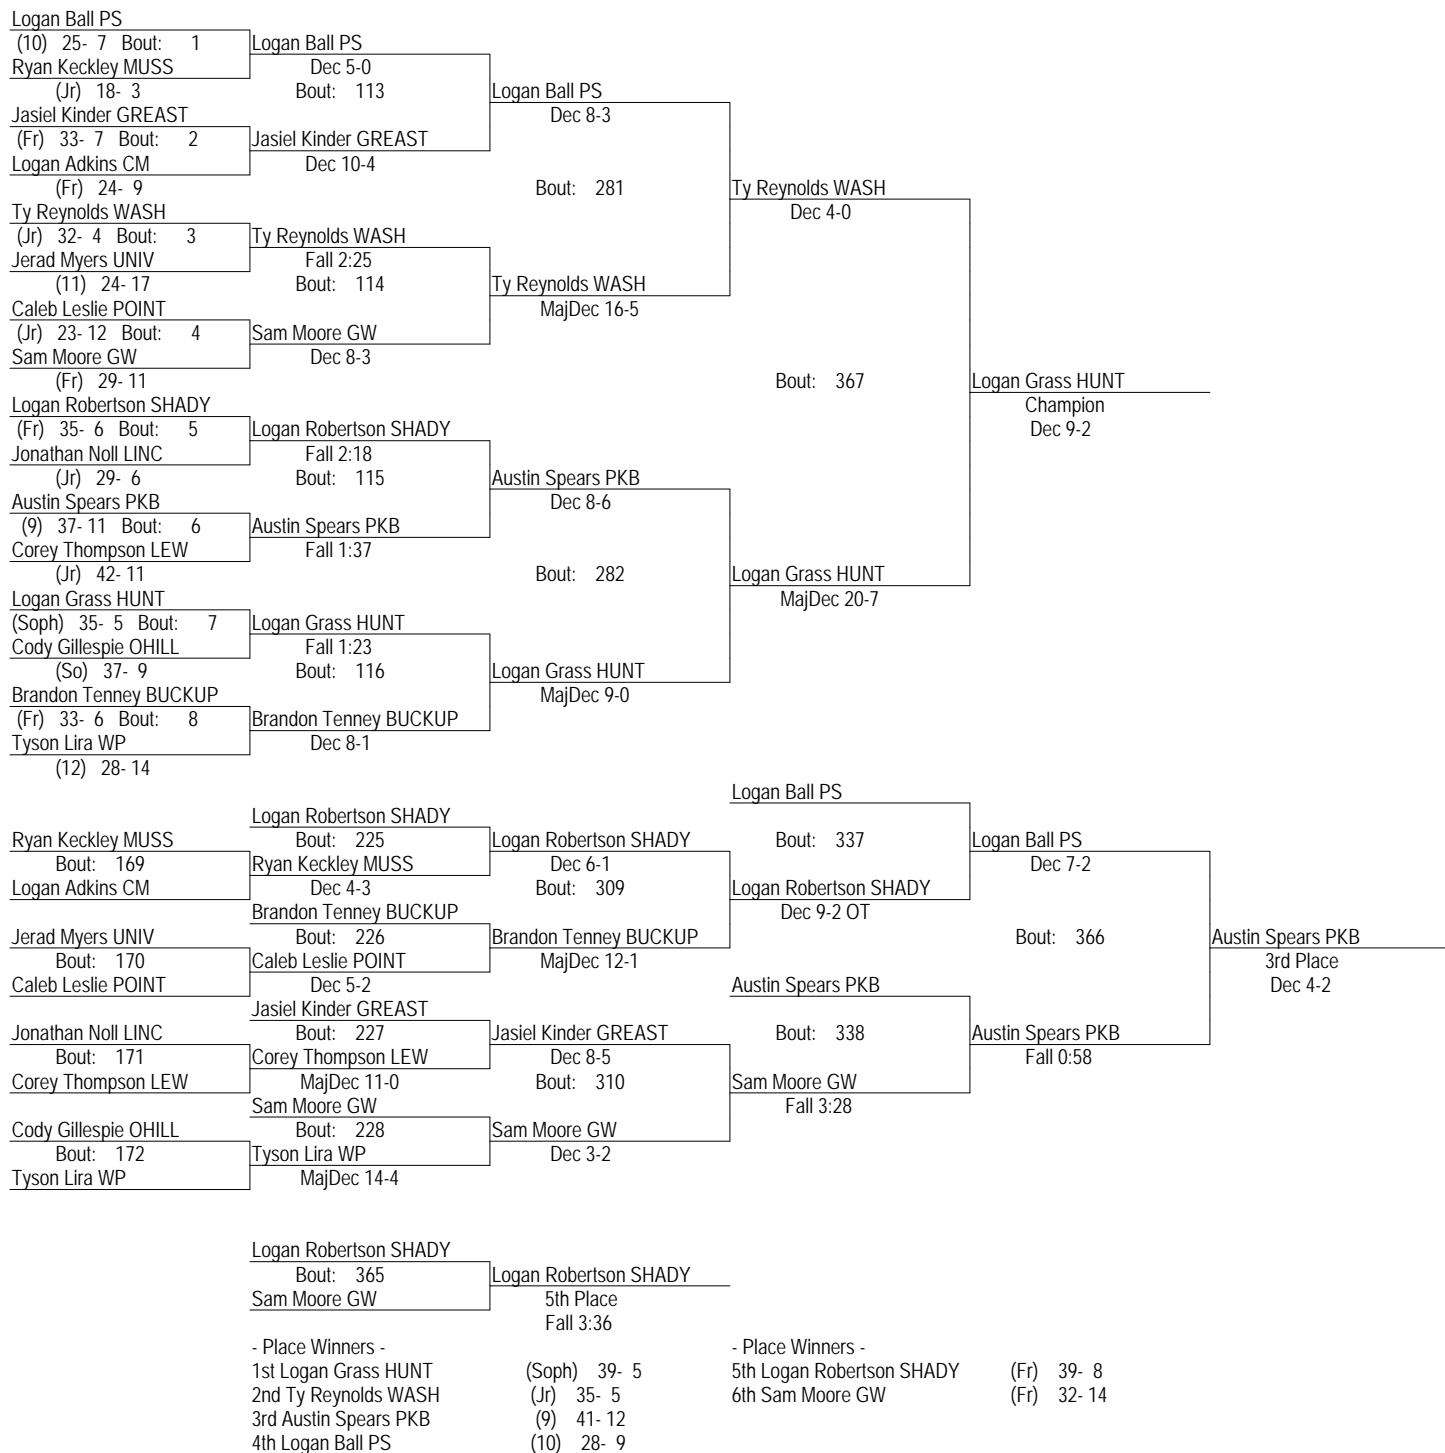 Logan Ball PS
(10) 25- 7 Bout: 1
Ryan Keckley MUSS
(Jr) 18- 3
Jasiel Kinder GREAST
(Fr) 33- 7 Bout: 2
Logan Adkins CM
(Fr) 24- 9
Ty Reynolds WASH
(Jr) 32- 4 Bout: 3
Jerad Myers UNIV
(11) 24- 17
Caleb Leslie POINT
(Jr) 23- 12 Bout: 4
Sam Moore GW
(Fr) 29- 11
Logan Robertson SHADY
(Fr) 35- 6 Bout: 5
Jonathan Noll LINC
(Jr) 29- 6
Austin Spears PKB
(9) 37- 11 Bout: 6
Corey Thompson LEW
(Jr) 42- 11
Logan Grass HUNT
(Soph) 35- 5 Bout: 7
Cody Gillespie OHILL
(So) 37- 9
Brandon Tenney BUCKUP
(Fr) 33- 6 Bout: 8
Tyson Lira WP
(12) 28- 14
Logan Ball PS
Dec 5-0
Bout: 113
Jasiel Kinder GREAST
Dec 10-4
Ty Reynolds WASH
Fall 2:25
Bout: 114
Sam Moore GW
Dec 8-3
Logan Robertson SHADY
Fall 2:18
Bout: 115
Austin Spears PKB
Fall 1:37
Logan Grass HUNT
Fall 1:23
Bout: 116
Brandon Tenney BUCKUP
Dec 8-1
Logan Ball PS
Dec 8-3
Bout: 281
Ty Reynolds WASH
MajDec 16-5
Austin Spears PKB
Dec 8-6
Bout: 282
Logan Grass HUNT
MajDec 9-0
Ty Reynolds WASH
Dec 4-0
Bout: 367
Logan Grass HUNT
MajDec 20-7
Logan Grass HUNT
Champion
Dec 9-2
Ryan Keckley MUSS
Bout: 169
Logan Adkins CM
Jerad Myers UNIV
Bout: 170
Caleb Leslie POINT
Jonathan Noll LINC
Bout: 171
Corey Thompson LEW
Cody Gillespie OHILL
Bout: 172
Tyson Lira WP
Logan Robertson SHADY
Bout: 225
Ryan Keckley MUSS
Dec 4-3
Brandon Tenney BUCKUP
Bout: 226
Caleb Leslie POINT
Dec 5-2
Jasiel Kinder GREAST
Bout: 227
Corey Thompson LEW
MajDec 11-0
Sam Moore GW
Bout: 228
Tyson Lira WP
MajDec 14-4
Logan Robertson SHADY
Dec 6-1
Bout: 309
Brandon Tenney BUCKUP
MajDec 12-1
Jasiel Kinder GREAST
Dec 8-5
Bout: 310
Sam Moore GW
Dec 3-2
Logan Ball PS
Bout: 337
Logan Robertson SHADY
Dec 9-2 OT
Austin Spears PKB
Bout: 338
Sam Moore GW
Fall 3:28
Logan Ball PS
Dec 7-2
Bout: 366
Austin Spears PKB
Fall 0:58
Austin Spears PKB
3rd Place
Dec 4-2
Logan Robertson SHADY
Bout: 365
Sam Moore GW
Logan Robertson SHADY
5th Place
Fall 3:36
- Place Winners -
1st Logan Grass HUNT (Soph) 39- 5
2nd Ty Reynolds WASH (Jr) 35- 5
3rd Austin Spears PKB (9) 41- 12
4th Logan Ball PS (10) 28- 9
- Place Winners -
5th Logan Robertson SHADY (Fr) 39- 8
6th Sam Moore GW (Fr) 32- 14